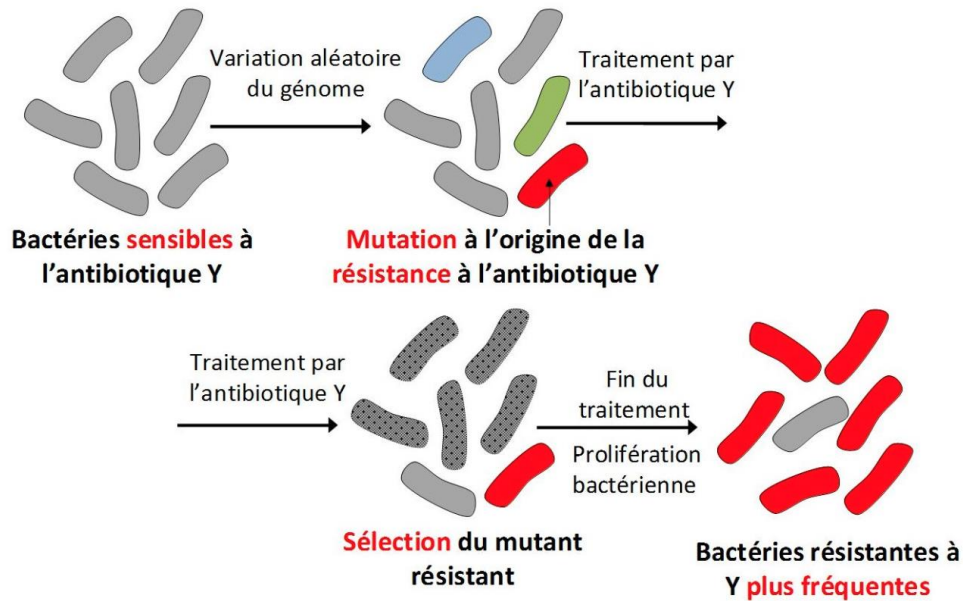 Variation aléatoire
du génome
Traitement par
l’antibiotique Y
Bactéries sensibles à
l’antibiotique Y
Mutation à l’origine de la
résistance à l’antibiotique Y
Traitement par
l’antibiotique Y
Fin du
traitement
Prolifération
bactérienne
Sélection du mutant
résistant
Bactéries résistantes à
Y plus fréquentes